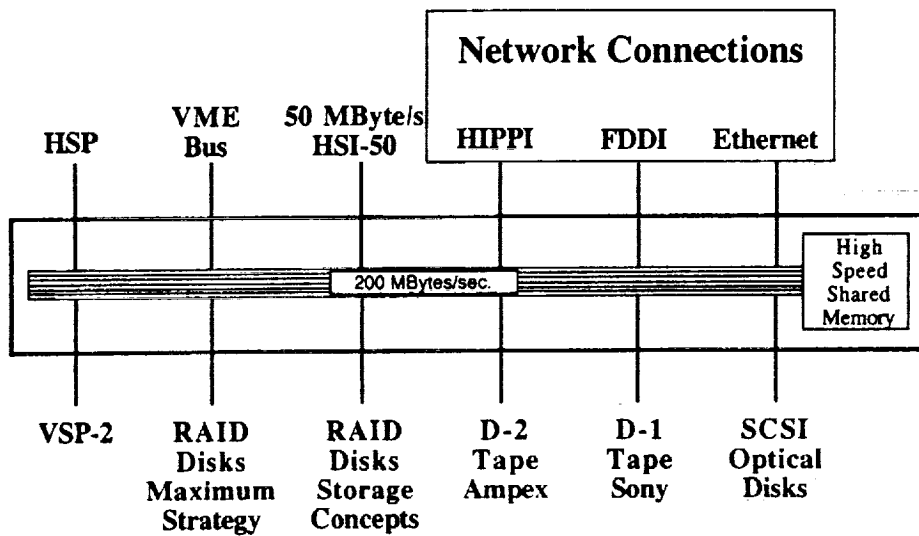 Network Connections
HSP
VME
Bus
50 MByte/s
HSI-50
HIPPI
FDDI
Ethernet
200 MBytes/sec.
High
Speed
Shared
Memory
VSP-2
RAID
Disks
Maximum
Strategy
RAID
Disks
Storage
Concepts
D-2
Tape
Ampex
D-1
Tape
Sony
SCSI
Optical
Disks